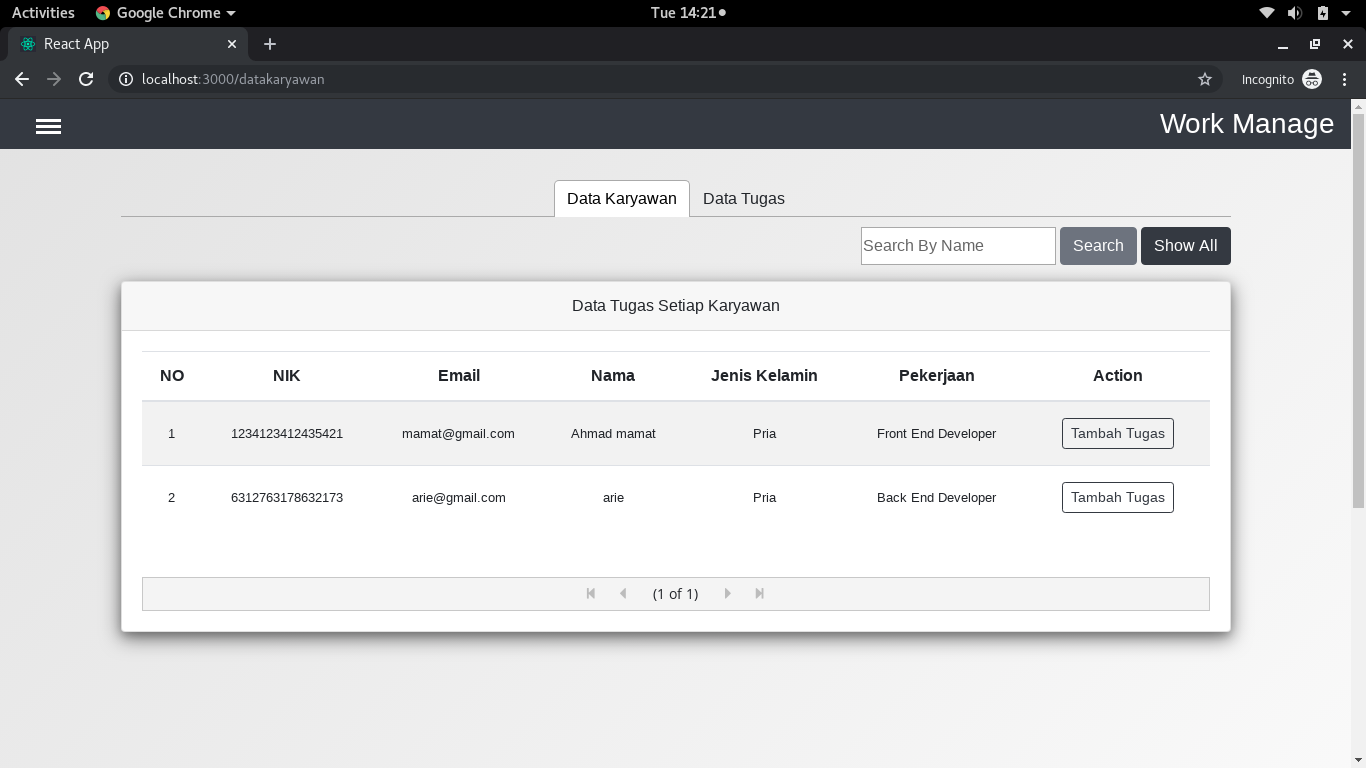 Activities Google Chrome Tue 14:21
React App
localhost:3000/datakaryawan Incognito
Work Manage
Data Karyawan Data Tugas
Search By Name Search Show All
Data Tugas Setiap Karyawan
NO NIK Email Nama Jenis Kelamin Pekerjaan Action
1 1234123412435421 mamat@gmail.com Ahmad mamat Pria Front End Developer Tambah Tugas
2 6312763178632173 arie@gmail.com arie Pria Back End Developer Tambah Tugas
(1 of 1)